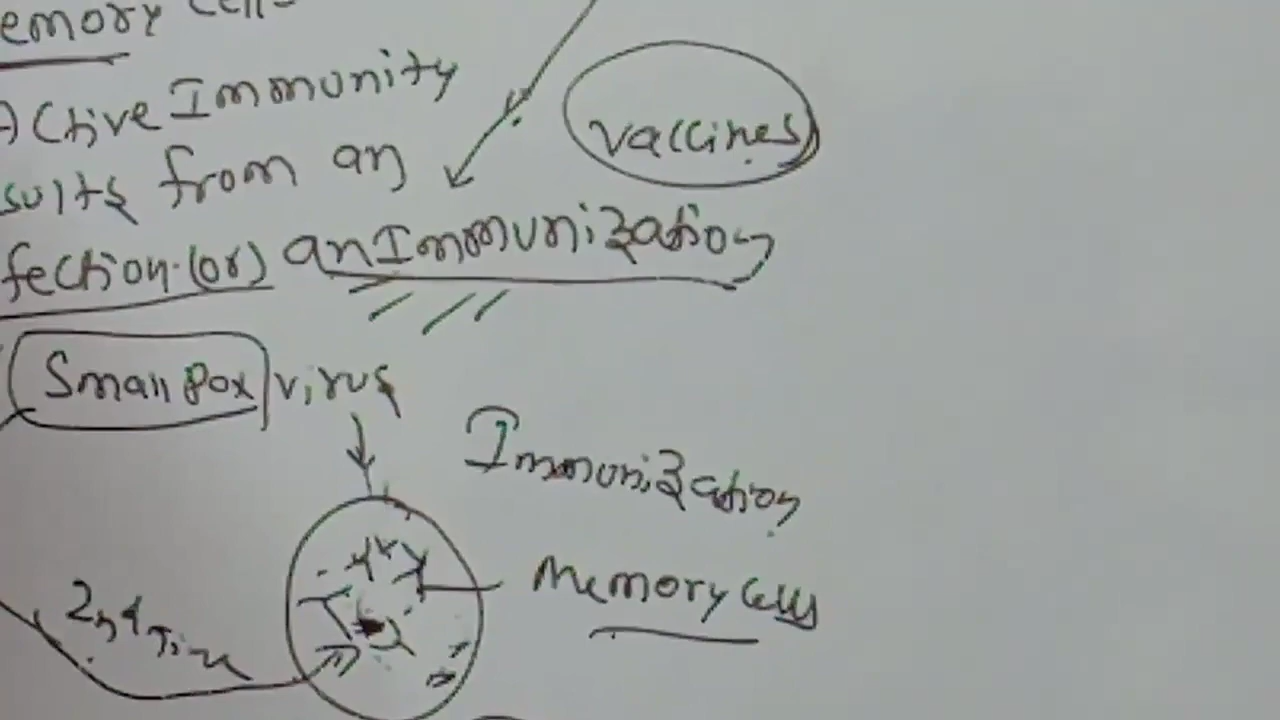 emory Cells
Active Immunity
vaccines
sults from an
fection (or) an Immunization
Small Pox virus
Immunization
Memory Cells
2nd Time